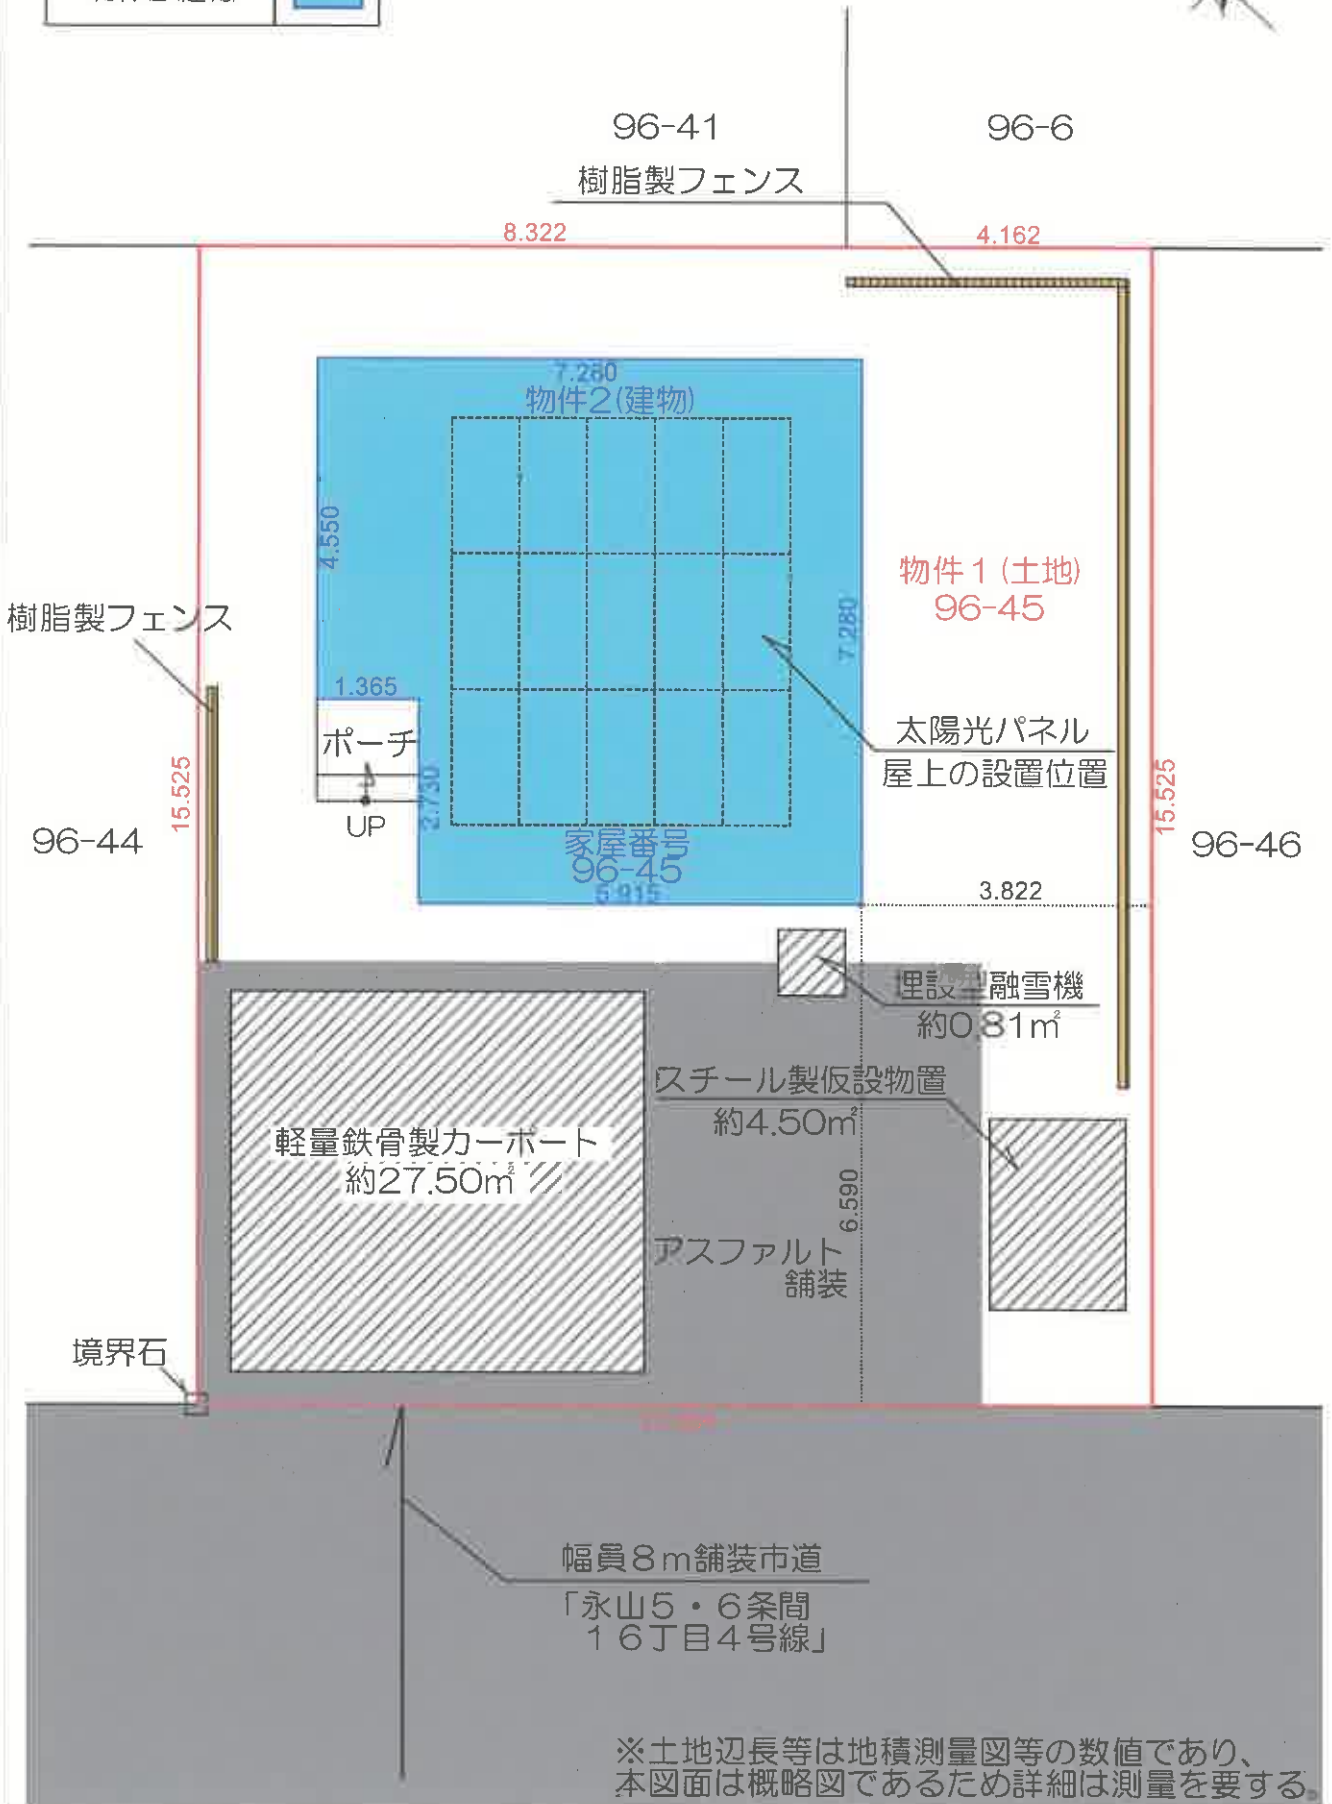 96-41
96-6
樹脂製フェンス
8.322
4.162
7.280
物件2(建物)
4.550
物件1(土地)
96-45
7.280
樹脂製フェンス
1.365
ポーチ
太陽光パネル
屋上の設置位置
15.525
2.730
15.525
UP
96-44
家屋番号
96-45
96-46
5.915
3.822
埋設型融雪機
約0.81㎡
スチール製仮設物置
約4.50㎡
軽量鉄骨製カーポート
約27.50㎡
6.590
アスファルト
舗装
境界石
幅員8m舗装市道
「永山5・6条間
16丁目4号線」
※土地辺長等は地積測量図等の数値であり、
本図面は概略図であるため詳細は測量を要する。